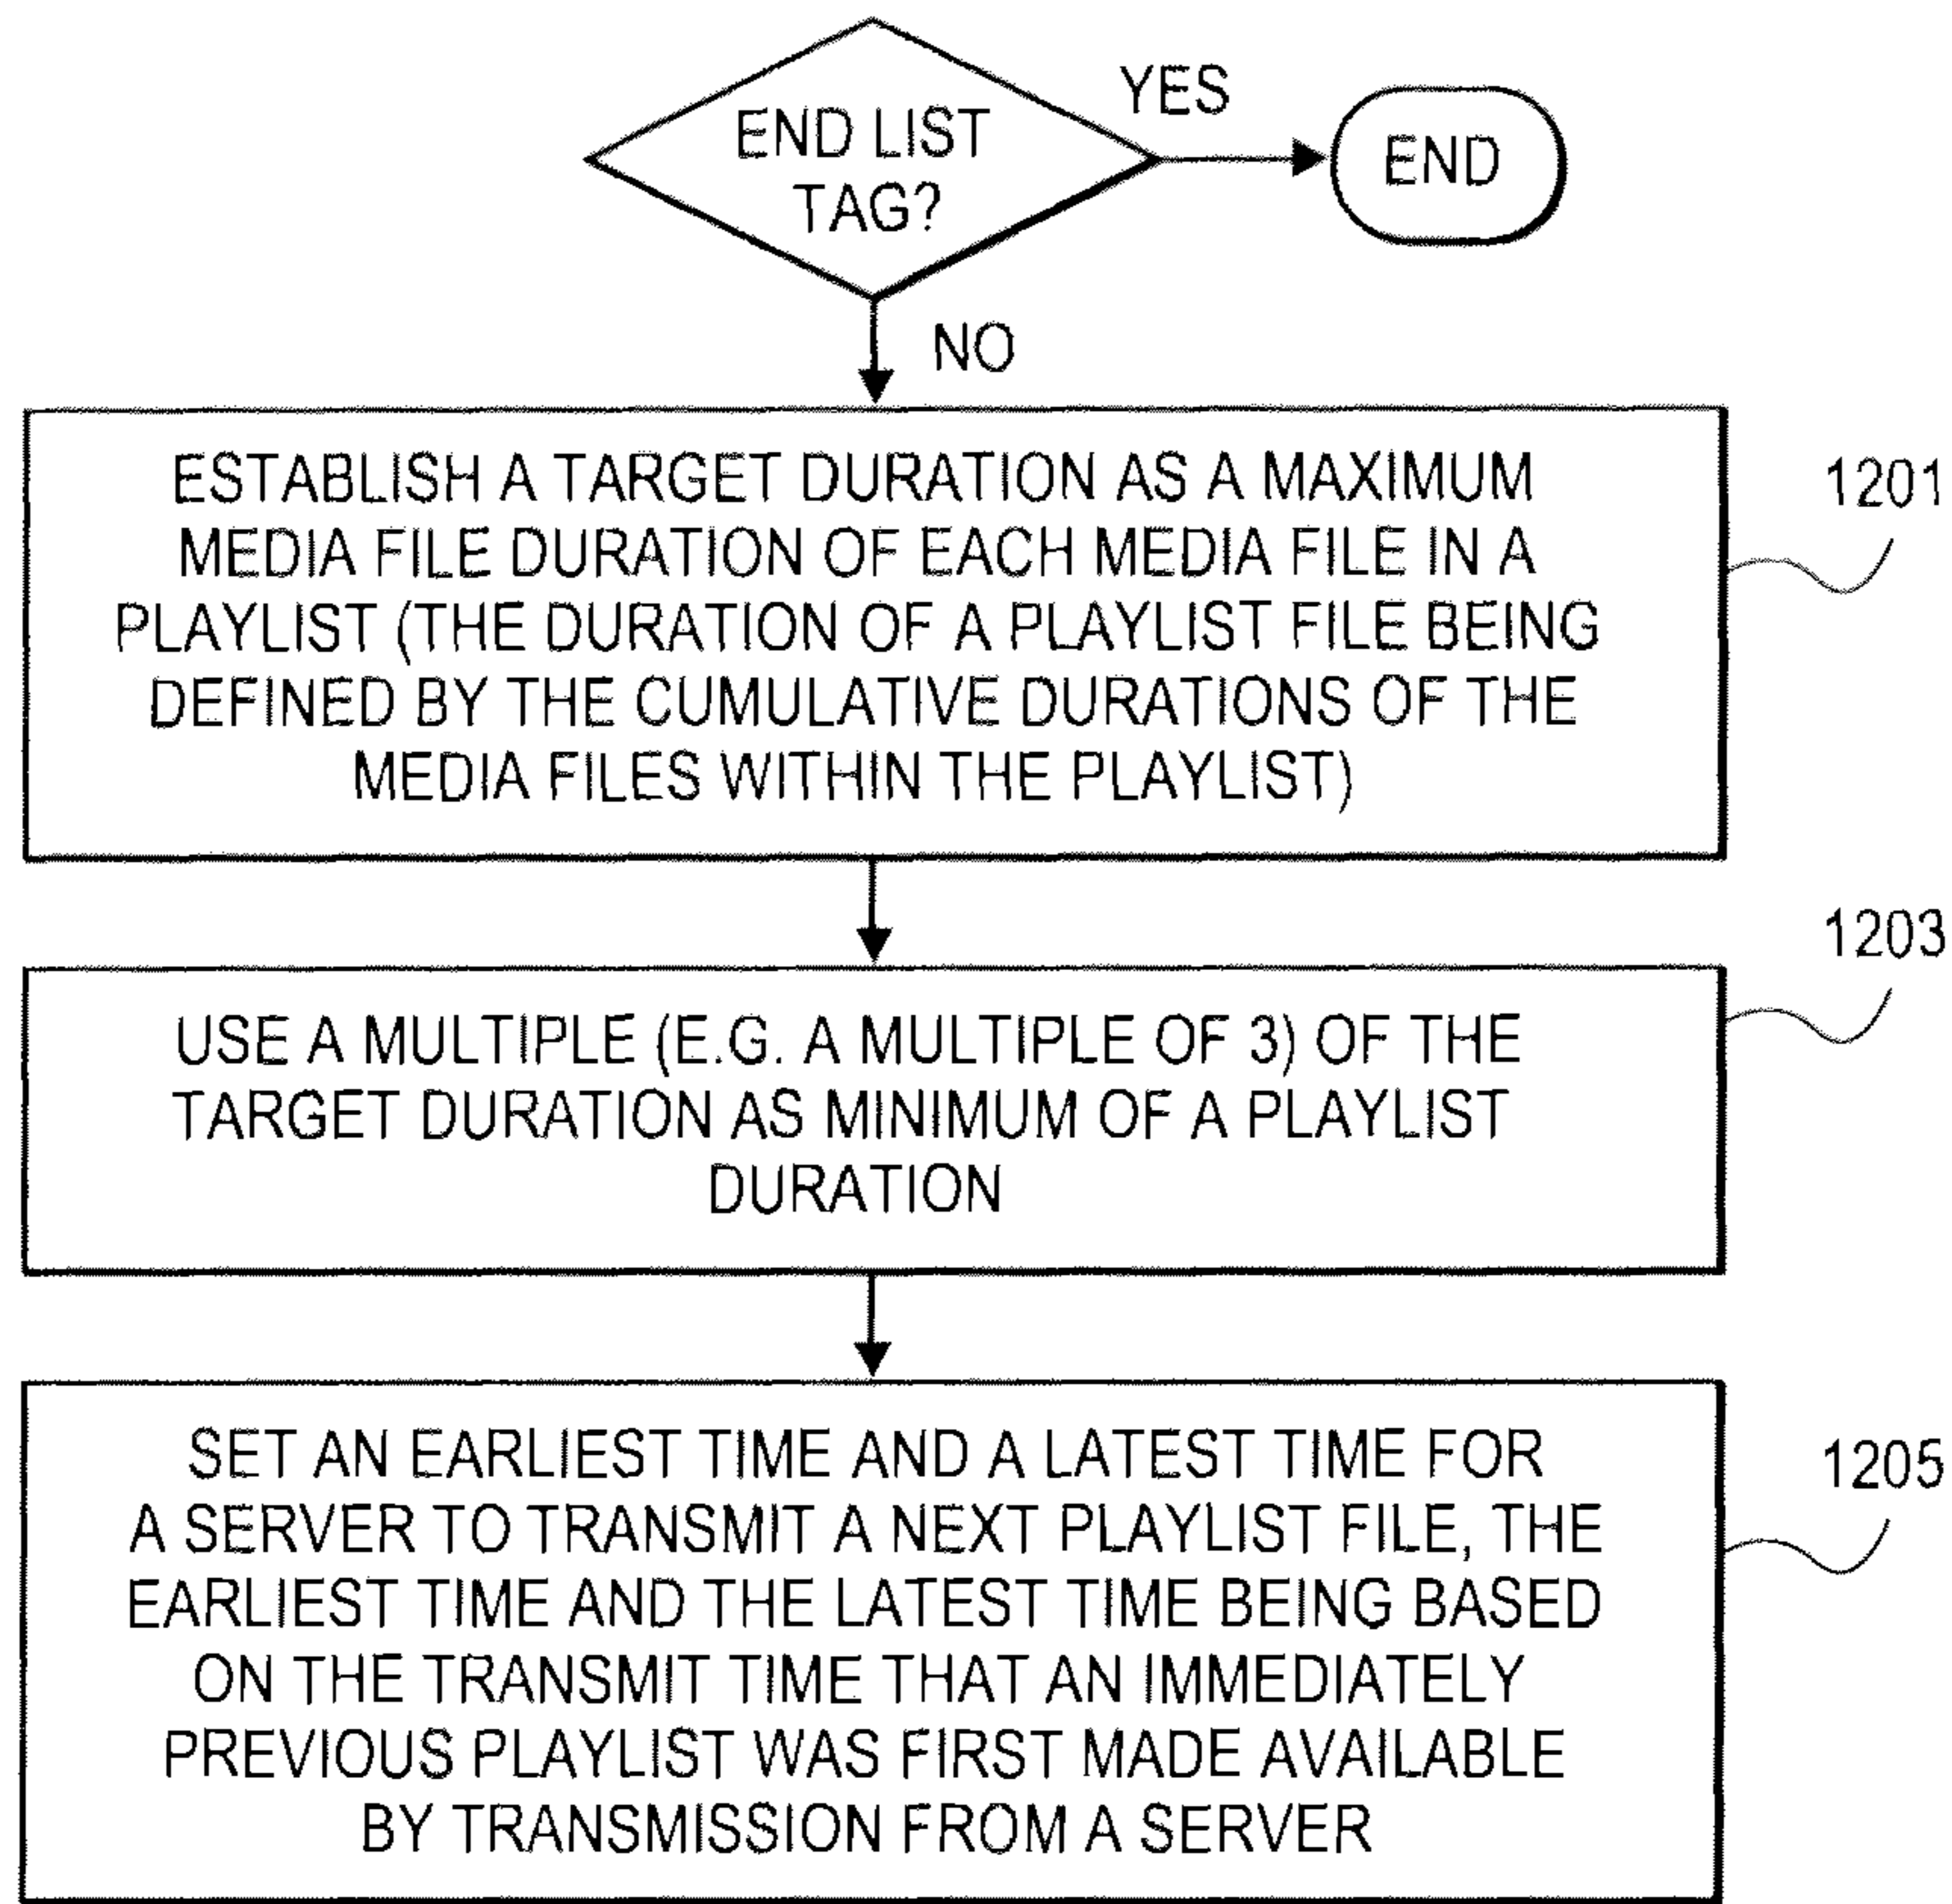 END LIST
TAG?
YES
END
NO
ESTABLISH A TARGET DURATION AS A MAXIMUM
MEDIA FILE DURATION OF EACH MEDIA FILE IN A
PLAYLIST (THE DURATION OF A PLAYLIST FILE BEING
DEFINED BY THE CUMULATIVE DURATIONS OF THE
MEDIA FILES WITHIN THE PLAYLIST)
1201
USE A MULTIPLE (E.G. A MULTIPLE OF 3) OF THE
TARGET DURATION AS MINIMUM OF A PLAYLIST
DURATION
1203
SET AN EARLIEST TIME AND A LATEST TIME FOR
A SERVER TO TRANSMIT A NEXT PLAYLIST FILE, THE
EARLIEST TIME AND THE LATEST TIME BEING BASED
ON THE TRANSMIT TIME THAT AN IMMEDIATELY
PREVIOUS PLAYLIST WAS FIRST MADE AVAILABLE
BY TRANSMISSION FROM A SERVER
1205